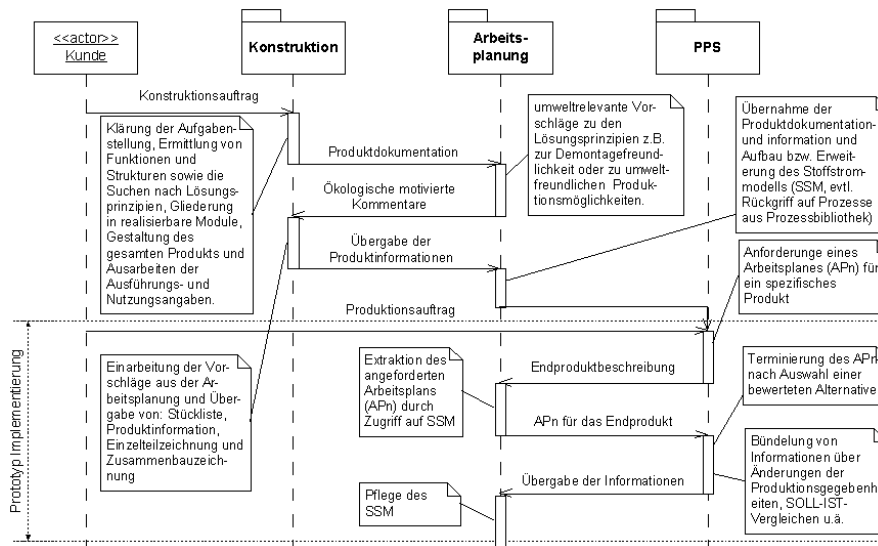 <<actor>>
Kunde
Konstruktion
Arbeits-
planung
PPS
Konstruktionsauftrag
Klärung der Aufgaben-
stellung, Ermittlung von
Funktionen und
Strukturen sowie die
Suchen nach Lösungs-
prinzipien, Gliederung
in realisierbare Module,
Gestaltung des
gesamten Produkts und
Ausarbeiten der
Ausführungs- und
Nutzungsangaben.
Produktdokumentation
umweltrelevante Vor-
schläge zu den
Lösungsprinzipien z.B.
zur Demontagefreund-
lichkeit oder zu umwelt-
freundlichen Produk-
tionsmöglichkeiten.
Übernahme der
Produktdokumentation-
und information und
Aufbau bzw. Erweit-
erung des Stoffstrom-
modells (SSM, evtl.
Rückgriff auf Prozesse
aus Prozessbibliothek)
Ökologische motivierte
Kommentare
Übergabe der
Produktinformationen
Anforderunge eines
Arbeitsplanes (APn) für
ein spezifisches
Produkt
Produktionsauftrag
Prototyp Implementierung
Einarbeitung der Vor-
schläge aus der Ar-
beitsplanung und Über-
gabe von: Stückliste,
Produktinformation,
Einzelteilzeichnung und
Zusammenbauzeich-
nung
Extraktion des
angeforderten
Arbeitsplans
(APn) durch
Zugriff auf SSM
Endproduktbeschreibung
Terminierung des APn
nach Auswahl einer
bewerteten Alternative
APn für das Endprodukt
Bündelung von
Informationen über
Änderungen der
Produktionsgegebenh
eiten, SOLL-IST-
Vergleichen u.ä.
Übergabe der Informationen
Pflege des
SSM